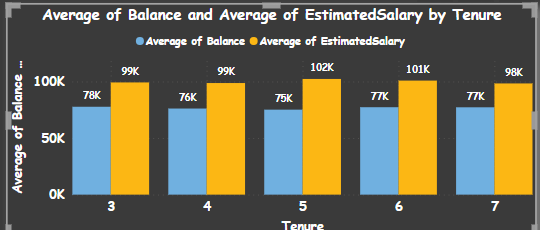 Average of Balance and Average of EstimatedSalary by Tenure
Average of Balance Average of EstimatedSalary
Average of Balance ...
100K
50K
0K
78K 99K 76K 99K 75K 102K 77K 101K 77K 98K
3 4 5 6 7
Tenure